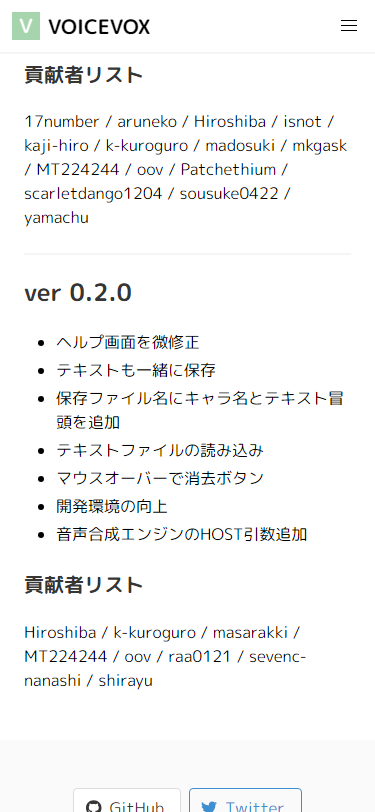 V VOICEVOX
貢献者リスト
17number / aruneko / Hiroshiba / isnot /
kaji-hiro / k-kuroguro / madosuki / mkgask
/ MT224244 / oov / Patchethium /
scarletdango1204 / sousuke0422 /
yamachu
ver 0.2.0
ヘルプ画面を微修正
テキストも一緒に保存
保存ファイル名にキャラ名とテキスト冒
頭を追加
テキストファイルの読み込み
マウスオーバーで消去ボタン
開発環境の向上
音声合成エンジンのHOST引数追加
貢献者リスト
Hiroshiba / k-kuroguro / masarakki /
MT224244 / oov / raa0121 / sevenc-
nanashi / shirayu
GitHub Twitter